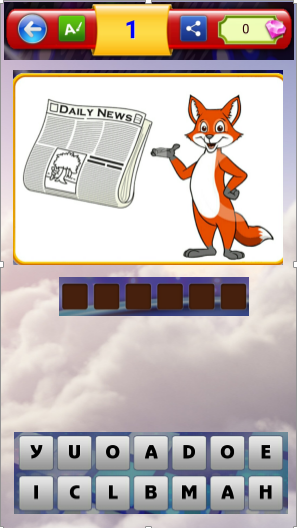 A 1 0
DAILY NEWS
У U O A D O E
I C L B M A H